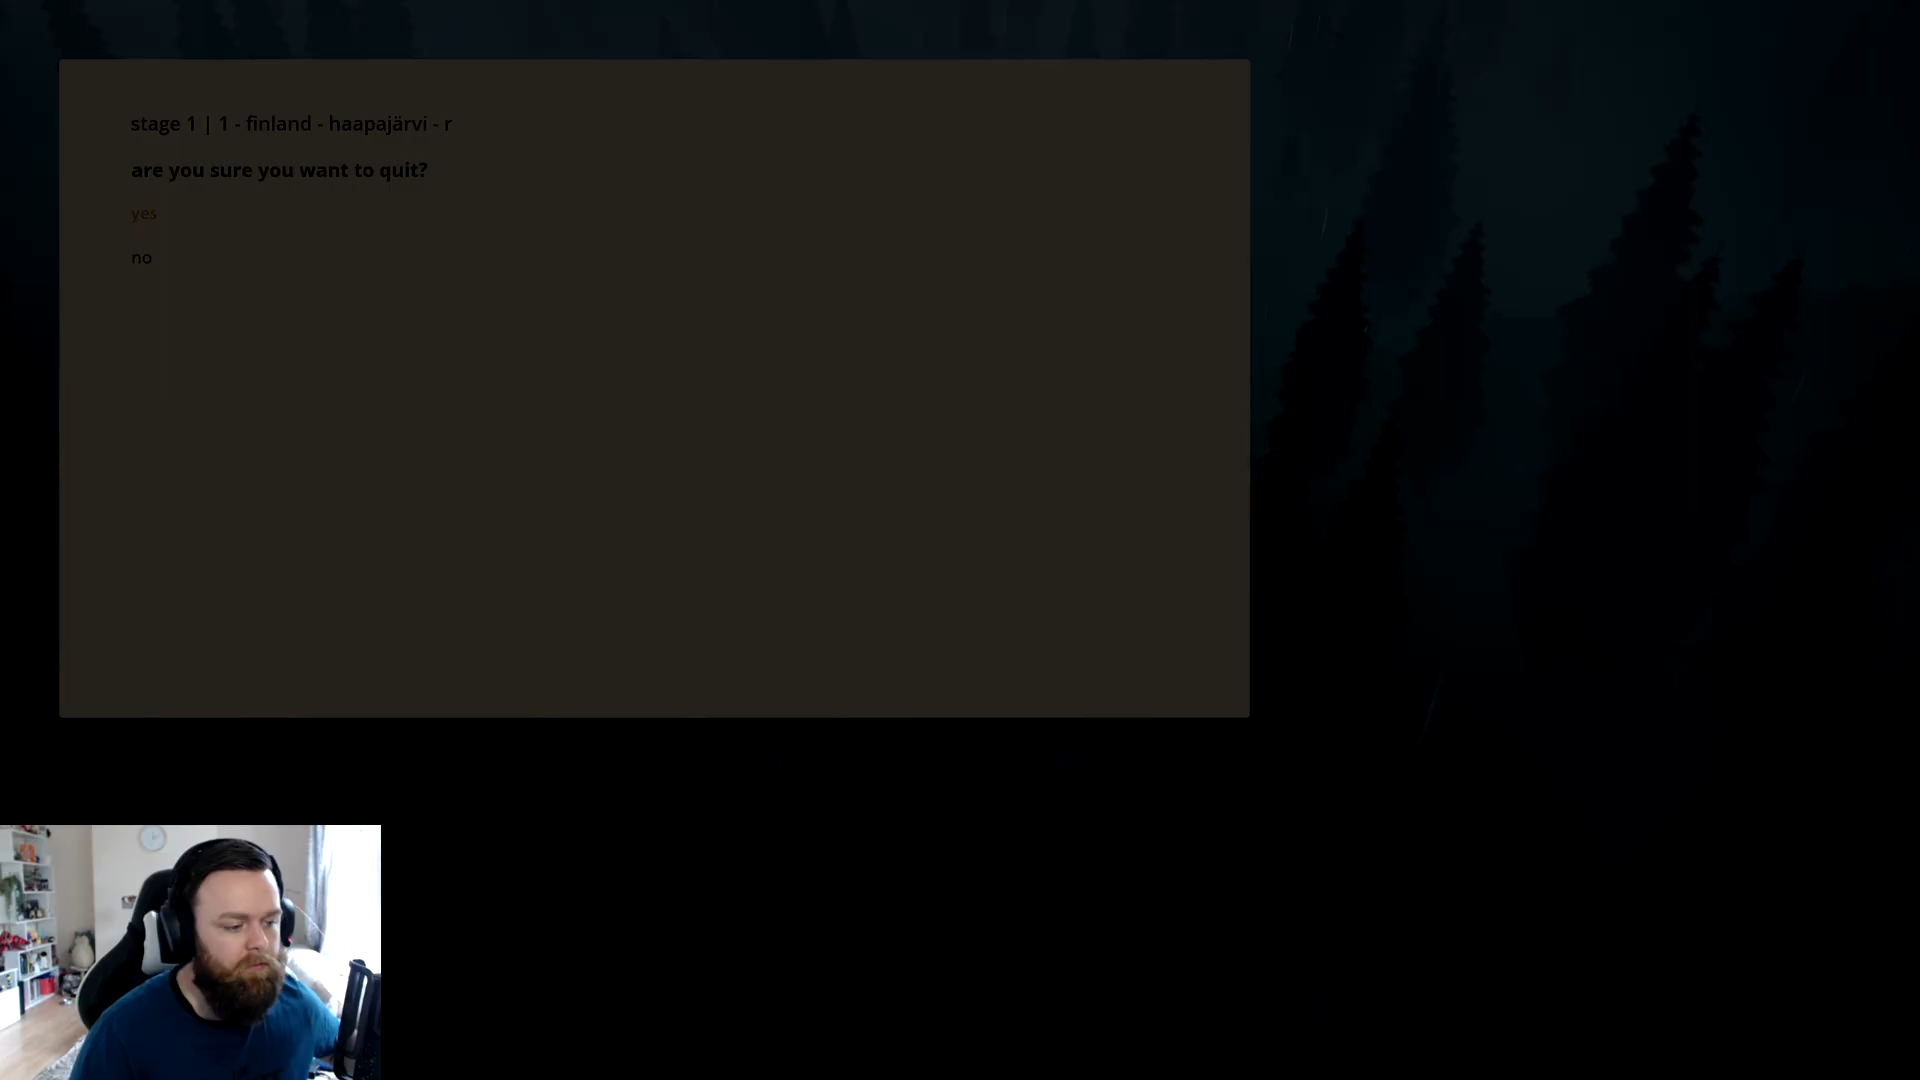 stage 1 | 1 - finland - haapajärvi - r
are you sure you want to quit?
yes
no